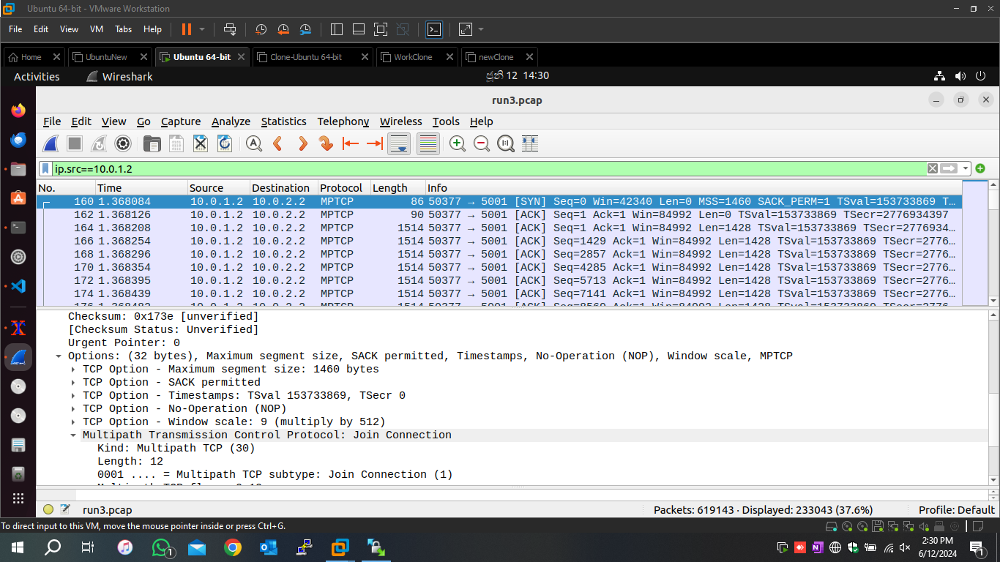 Ubuntu 64-bit - VMware Workstation
File Edit View VM Tabs Help
Home UbuntuNew Ubuntu 64-bit Clone-Ubuntu 64-bit WorkClone newClone
Activities Wireshark ජූනි 12 14:30
run3.pcap
File Edit View Go Capture Analyze Statistics Telephony Wireless Tools Help
ip.src==10.0.1.2
No. Time Source Destination Protocol Length Info
160 1.368084 10.0.1.2 10.0.2.2 MPTCP 86 50377 → 5001 [SYN] Seq=0 Win=42340 Len=0 MSS=1460 SACK_PERM=1 TSval=153733869 T…
162 1.368126 10.0.1.2 10.0.2.2 MPTCP 90 50377 → 5001 [ACK] Seq=1 Ack=1 Win=84992 Len=0 TSval=153733869 TSecr=2776934397
164 1.368208 10.0.1.2 10.0.2.2 MPTCP 1514 50377 → 5001 [ACK] Seq=1 Ack=1 Win=84992 Len=1428 TSval=153733869 TSecr=2776934…
166 1.368254 10.0.1.2 10.0.2.2 MPTCP 1514 50377 → 5001 [ACK] Seq=1429 Ack=1 Win=84992 Len=1428 TSval=153733869 TSecr=2776…
168 1.368296 10.0.1.2 10.0.2.2 MPTCP 1514 50377 → 5001 [ACK] Seq=2857 Ack=1 Win=84992 Len=1428 TSval=153733869 TSecr=2776…
170 1.368354 10.0.1.2 10.0.2.2 MPTCP 1514 50377 → 5001 [ACK] Seq=4285 Ack=1 Win=84992 Len=1428 TSval=153733869 TSecr=2776…
172 1.368395 10.0.1.2 10.0.2.2 MPTCP 1514 50377 → 5001 [ACK] Seq=5713 Ack=1 Win=84992 Len=1428 TSval=153733869 TSecr=2776…
174 1.368439 10.0.1.2 10.0.2.2 MPTCP 1514 50377 → 5001 [ACK] Seq=7141 Ack=1 Win=84992 Len=1428 TSval=153733869 TSecr=2776…
Checksum: 0x173e [unverified]
[Checksum Status: Unverified]
Urgent Pointer: 0
Options: (32 bytes), Maximum segment size, SACK permitted, Timestamps, No-Operation (NOP), Window scale, MPTCP
TCP Option - Maximum segment size: 1460 bytes
TCP Option - SACK permitted
TCP Option - Timestamps: TSval 153733869, TSecr 0
TCP Option - No-Operation (NOP)
TCP Option - Window scale: 9 (multiply by 512)
Multipath Transmission Control Protocol: Join Connection
Kind: Multipath TCP (30)
Length: 12
0001 .... = Multipath TCP subtype: Join Connection (1)
run3.pcap Packets: 619143 · Displayed: 233043 (37.6%) Profile: Default
To direct input to this VM, move the mouse pointer inside or press Ctrl+G.
2:30 PM
6/12/2024